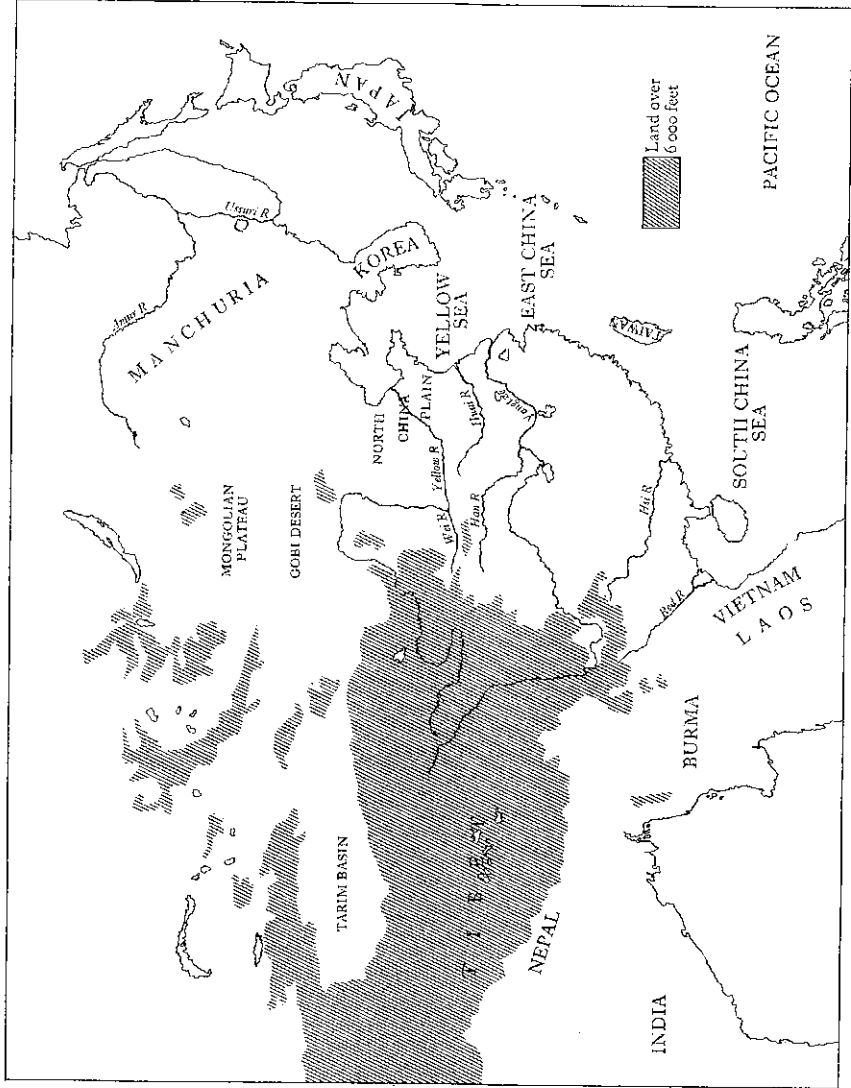 MONGOLIAN
PLATEAU
GOBI DESERT
TARIM BASIN
TIBET
NEPAL
INDIA
BURMA
MANCHURIA
Amur R
Ussuri R
KOREA
JAPAN
NORTH
CHINA
PLAIN
Yellow R
Wei R
Han R
Huai R
Yangtze
Hsi R
Red R
YELLOW
SEA
EAST CHINA
SEA
TAIWAN
SOUTH CHINA
SEA
VIETNAM
LAOS
Land over
6 000 feet
PACIFIC OCEAN